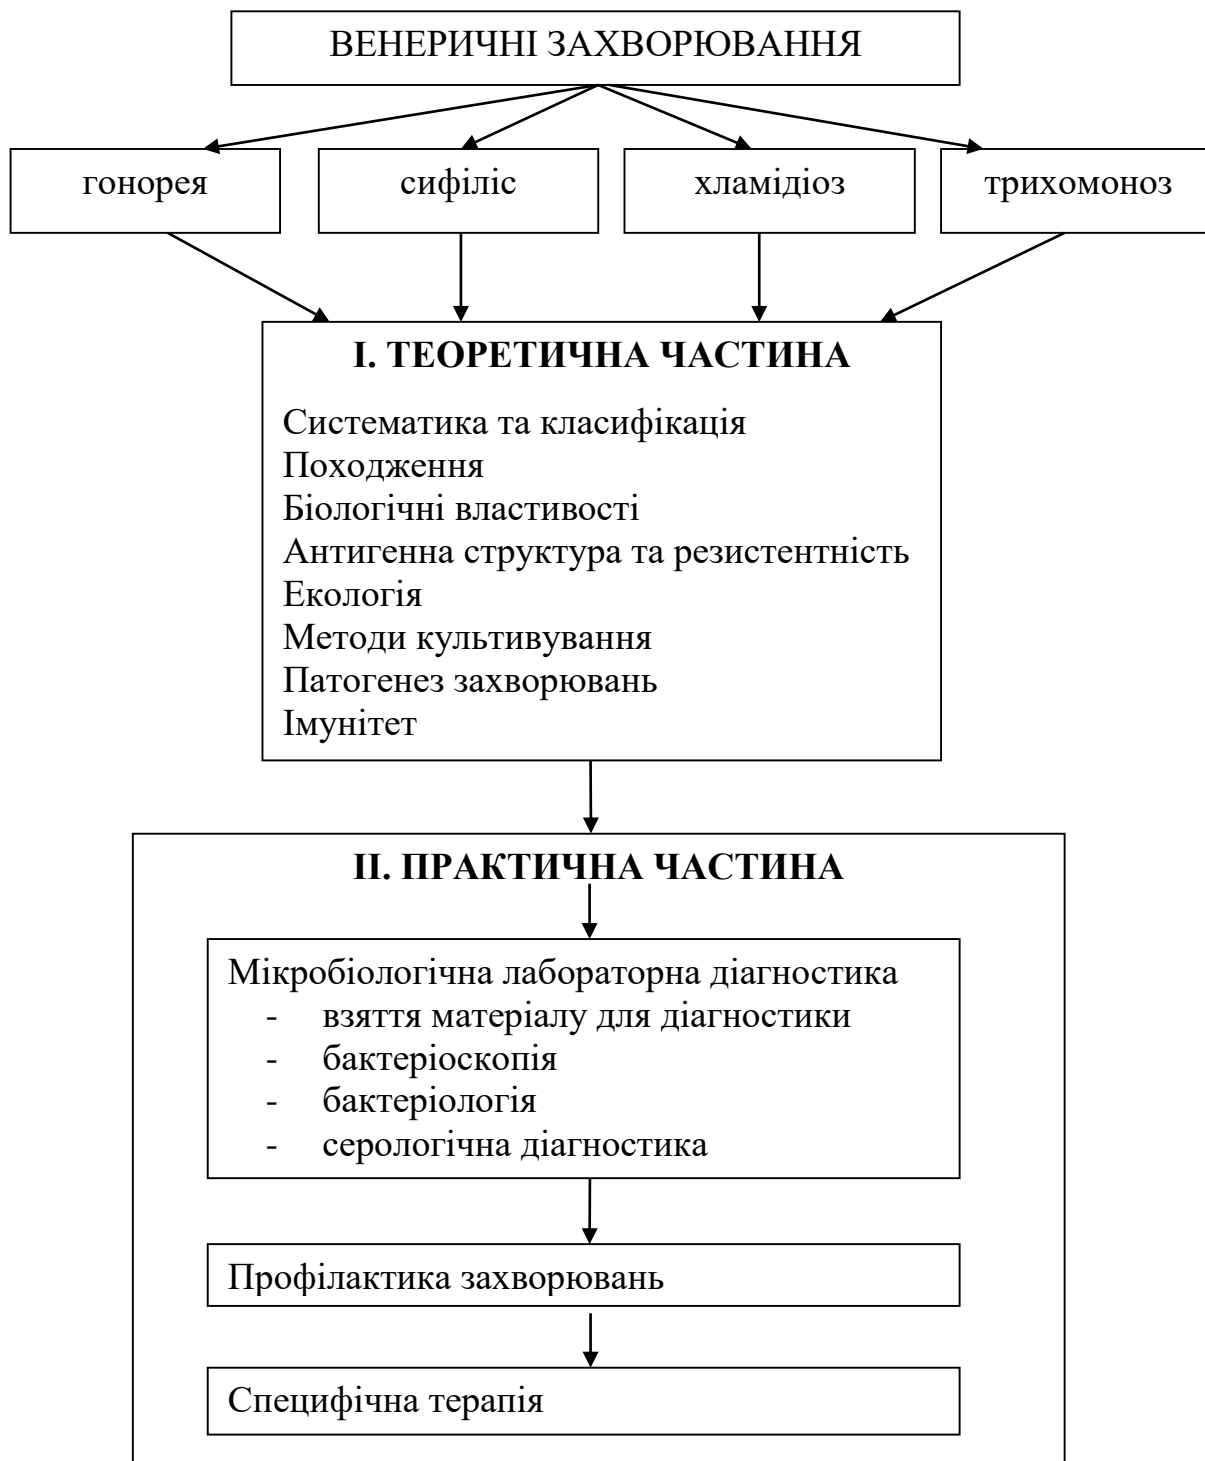 ВЕНЕРИЧНІ ЗАХВОРЮВАННЯ
гонорея
сифіліс
хламідіоз
трихомоноз
І. ТЕОРЕТИЧНА ЧАСТИНА
Систематика та класифікація
Походження
Біологічні властивості
Антигенна структура та резистентність
Екологія
Методи культивування
Патогенез захворювань
Імунітет
ІІ. ПРАКТИЧНА ЧАСТИНА
Мікробіологічна лабораторна діагностика
- взяття матеріалу для діагностики
- бактеріоскопія
- бактеріологія
- серологічна діагностика
Профілактика захворювань
Специфічна терапія